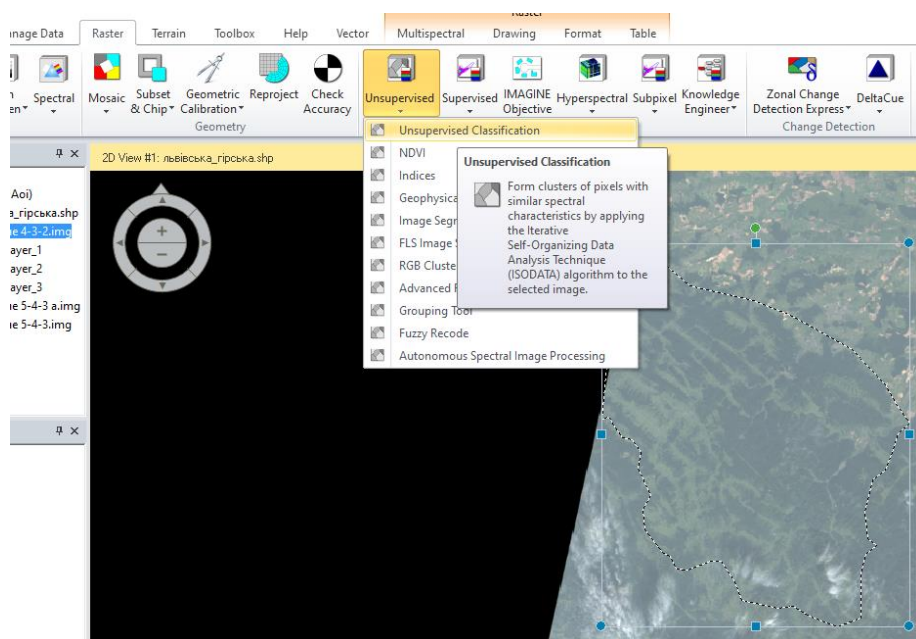 Raster
Manage Data Raster Terrain Toolbox Help Vector Multispectral Drawing Format Table
Spectral Mosaic Subset & Chip Geometric Calibration Reproject Check Accuracy Unsupervised Supervised IMAGINE Objective Hyperspectral Subpixel Knowledge Engineer Zonal Change Detection Express DeltaCue
Geometry Change Detection
2D View #1: львівська_гірська.shp
Unsupervised Classification
NDVI
Indices
Geophysica
Image Segr
FLS Image S
RGB Cluste
Advanced F
Grouping Tool
Fuzzy Recode
Autonomous Spectral Image Processing
Unsupervised Classification
Form clusters of pixels with
similar spectral
characteristics by applying
the Iterative
Self-Organizing Data
Analysis Technique
(ISODATA) algorithm to the
selected image.
Aoi)
а_гірська.shp
ие 4-3-2.img
ayer_1
ayer_2
ayer_3
ие 5-4-3 a.img
ие 5-4-3.img